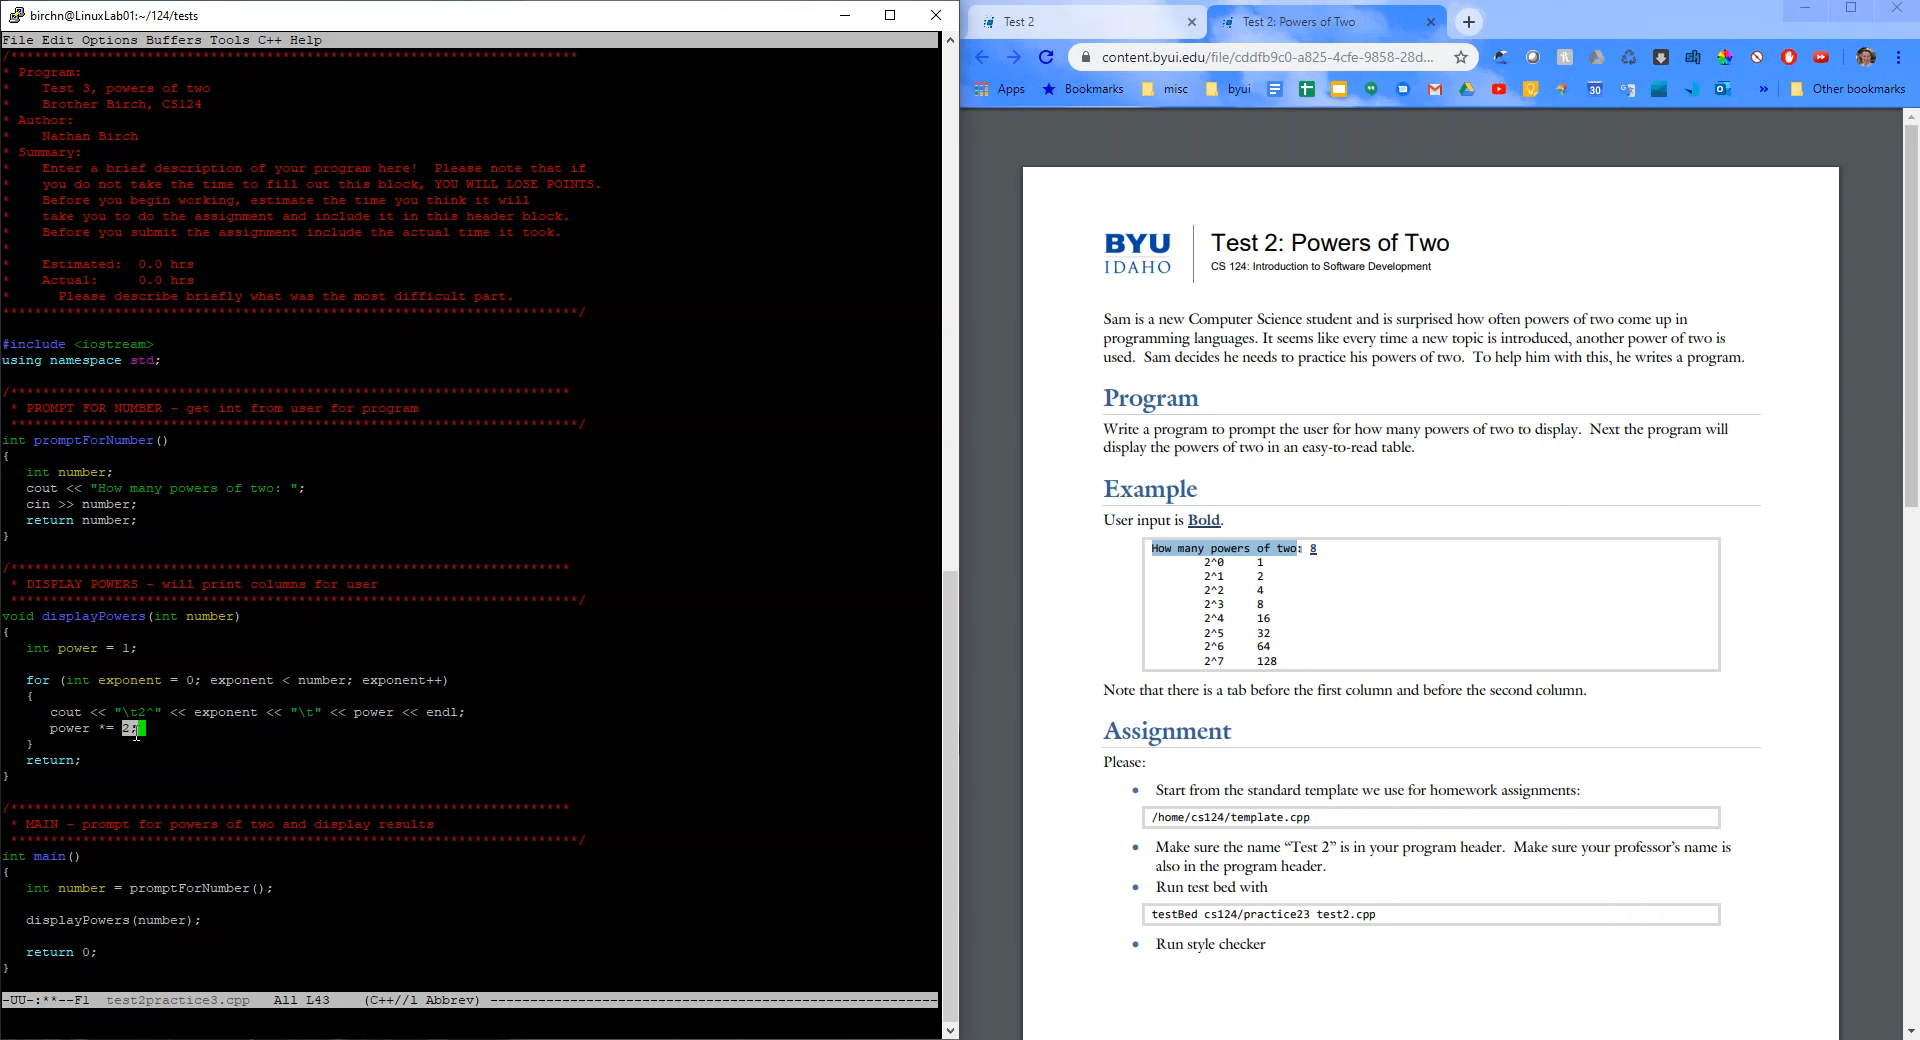 birchn@LinuxLab01:~/124/tests
File Edit Options Buffers Tools C++ Help
/***********************************************************************
* Program:
*    Test 3, powers of two
*    Brother Birch, CS124
* Author:
*    Nathan Birch
* Summary:
*    Enter a brief description of your program here!  Please note that if
*    you do not take the time to fill out this block, YOU WILL LOSE POINTS.
*    Before you begin working, estimate the time you think it will
*    take you to do the assignment and include it in this header block.
*    Before you submit the assignment include the actual time it took.
*
*    Estimated:  0.0 hrs
*    Actual:     0.0 hrs
*      Please describe briefly what was the most difficult part.
************************************************************************/
#include <iostream>
using namespace std;
/**********************************************************************
 * PROMPT FOR NUMBER - get int from user for program
 ***********************************************************************/
int promptForNumber()
{
   int number;
   cout << "How many powers of two: ";
   cin >> number;
   return number;
}
/**********************************************************************
 * DISPLAY POWERS - will print columns for user
 ***********************************************************************/
void displayPowers(int number)
{
   int power = 1;
   for (int exponent = 0; exponent < number; exponent++)
   {
      cout << "\t2^" << exponent << "\t" << power << endl;
      power *= 2;
   }
   return;
}
/**********************************************************************
 * MAIN - prompt for powers of two and display results
 ***********************************************************************/
int main()
{
   int number = promptForNumber();
   displayPowers(number);
   return 0;
}
-UU-:**--F1  test2practice3.cpp   All L43    (C++//l Abbrev) --------------------------------------------------------
Test 2
Test 2: Powers of Two
content.byui.edu/file/cddfb9c0-a825-4cfe-9858-28d...
Apps
Bookmarks
misc
byui
30
»
Other bookmarks
BYU
IDAHO
Test 2: Powers of Two
CS 124: Introduction to Software Development
Sam is a new Computer Science student and is surprised how often powers of two come up in
programming languages. It seems like every time a new topic is introduced, another power of two is
used.  Sam decides he needs to practice his powers of two.  To help him with this, he writes a program.
Program
Write a program to prompt the user for how many powers of two to display.  Next the program will
display the powers of two in an easy-to-read table.
Example
User input is Bold.
How many powers of two: 8
2^0     1
2^1     2
2^2     4
2^3     8
2^4     16
2^5     32
2^6     64
2^7     128
Note that there is a tab before the first column and before the second column.
Assignment
Please:
• Start from the standard template we use for homework assignments:
/home/cs124/template.cpp
• Make sure the name “Test 2” is in your program header.  Make sure your professor’s name is
also in the program header.
• Run test bed with
testBed cs124/practice23 test2.cpp
• Run style checker